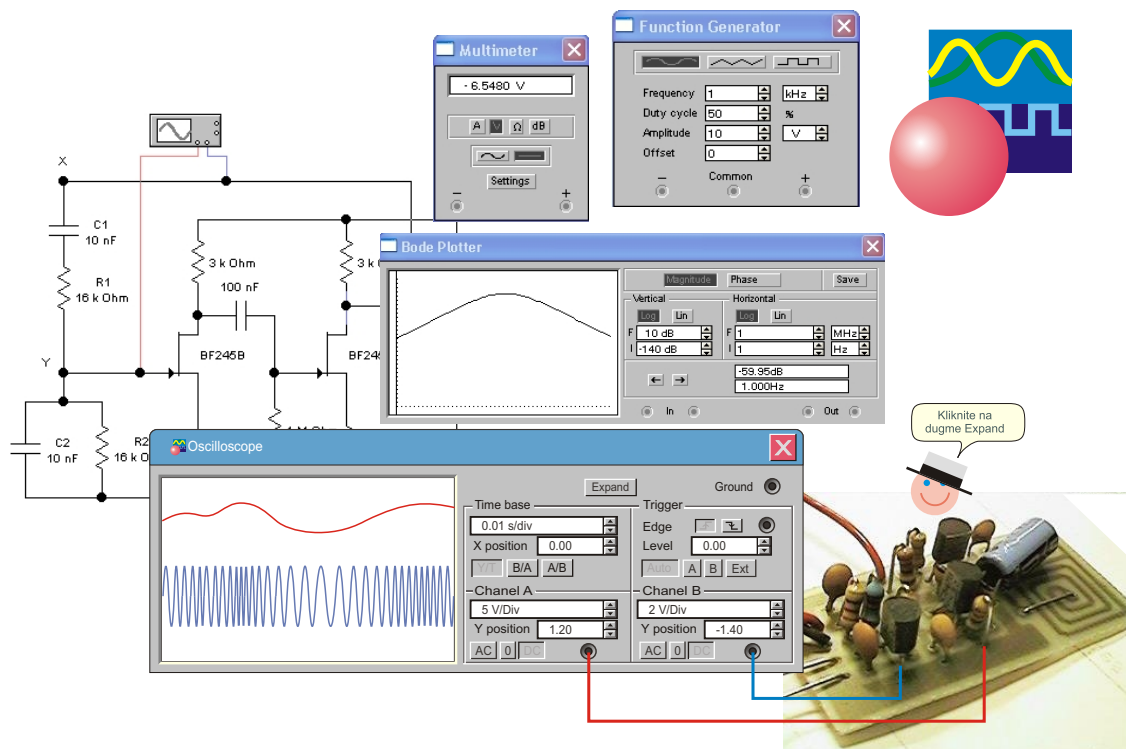 Function Generator
Frequency 1 kHz
Duty cycle 50 %
Amplitude 10 V
Offset 0
− Common +
Multimeter
- 6.5480 V
A V Ω dB
Settings
− +
X
C1
10 nF
R1
16 k Ohm
3 k Ohm
100 nF
3 k
BF245B
Y
C2
10 nF
R2
16 k O
Bode Plotter
Magnitude Phase Save
Vertical Horizontal
Log Lin Log Lin
F 10 dB F 1 MHz
I -140 dB I 1 Hz
-59.95dB
1.000Hz
In Out
Kliknite na
dugme Expand
Oscilloscope
Expand Ground
Time base
0.01 s/div
X position 0.00
Y/T B/A A/B
Trigger
Edge
Level 0.00
Auto A B Ext
Chanel A
5 V/Div
Y position 1.20
AC 0 DC
Chanel B
2 V/Div
Y position -1.40
AC 0 DC